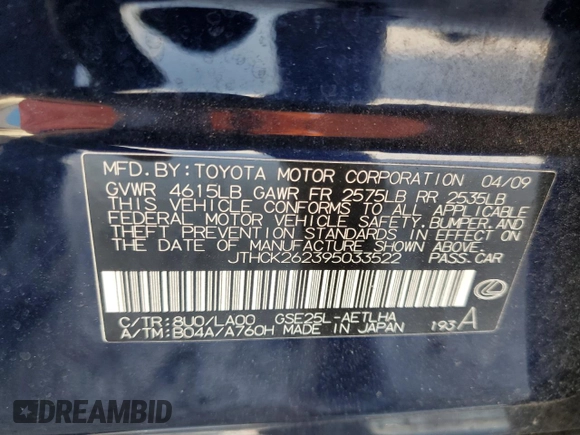 MFD.BY:TOYOTA MOTOR CORPORATION 04/09
GVWR 4615LB GAWR FR 2575LB RR 2535LB
THIS VEHICLE CONFORMS TO ALL APPLICABLE
FEDERAL MOTOR VEHICLE SAFETY,BUMPER,AND
THEFT PREVENTION STANDARDS IN EFFECT ON
THE DATE OF MANUFACTURE SHOWN ABOVE.
JTHCK262395033522 PASS.CAR
C/TR:8U0/LA00 GSE25L-AETLHA
A/TM:B04A/A760H MADE IN JAPAN 193A
DREAMBID